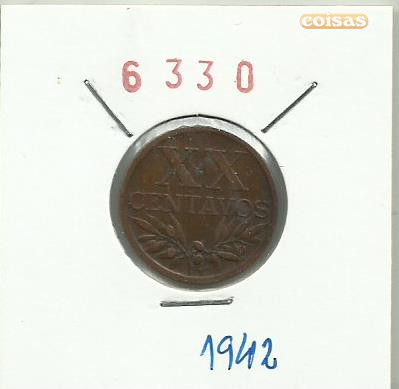 coisas
6330
XX
CENTAVOS
1942